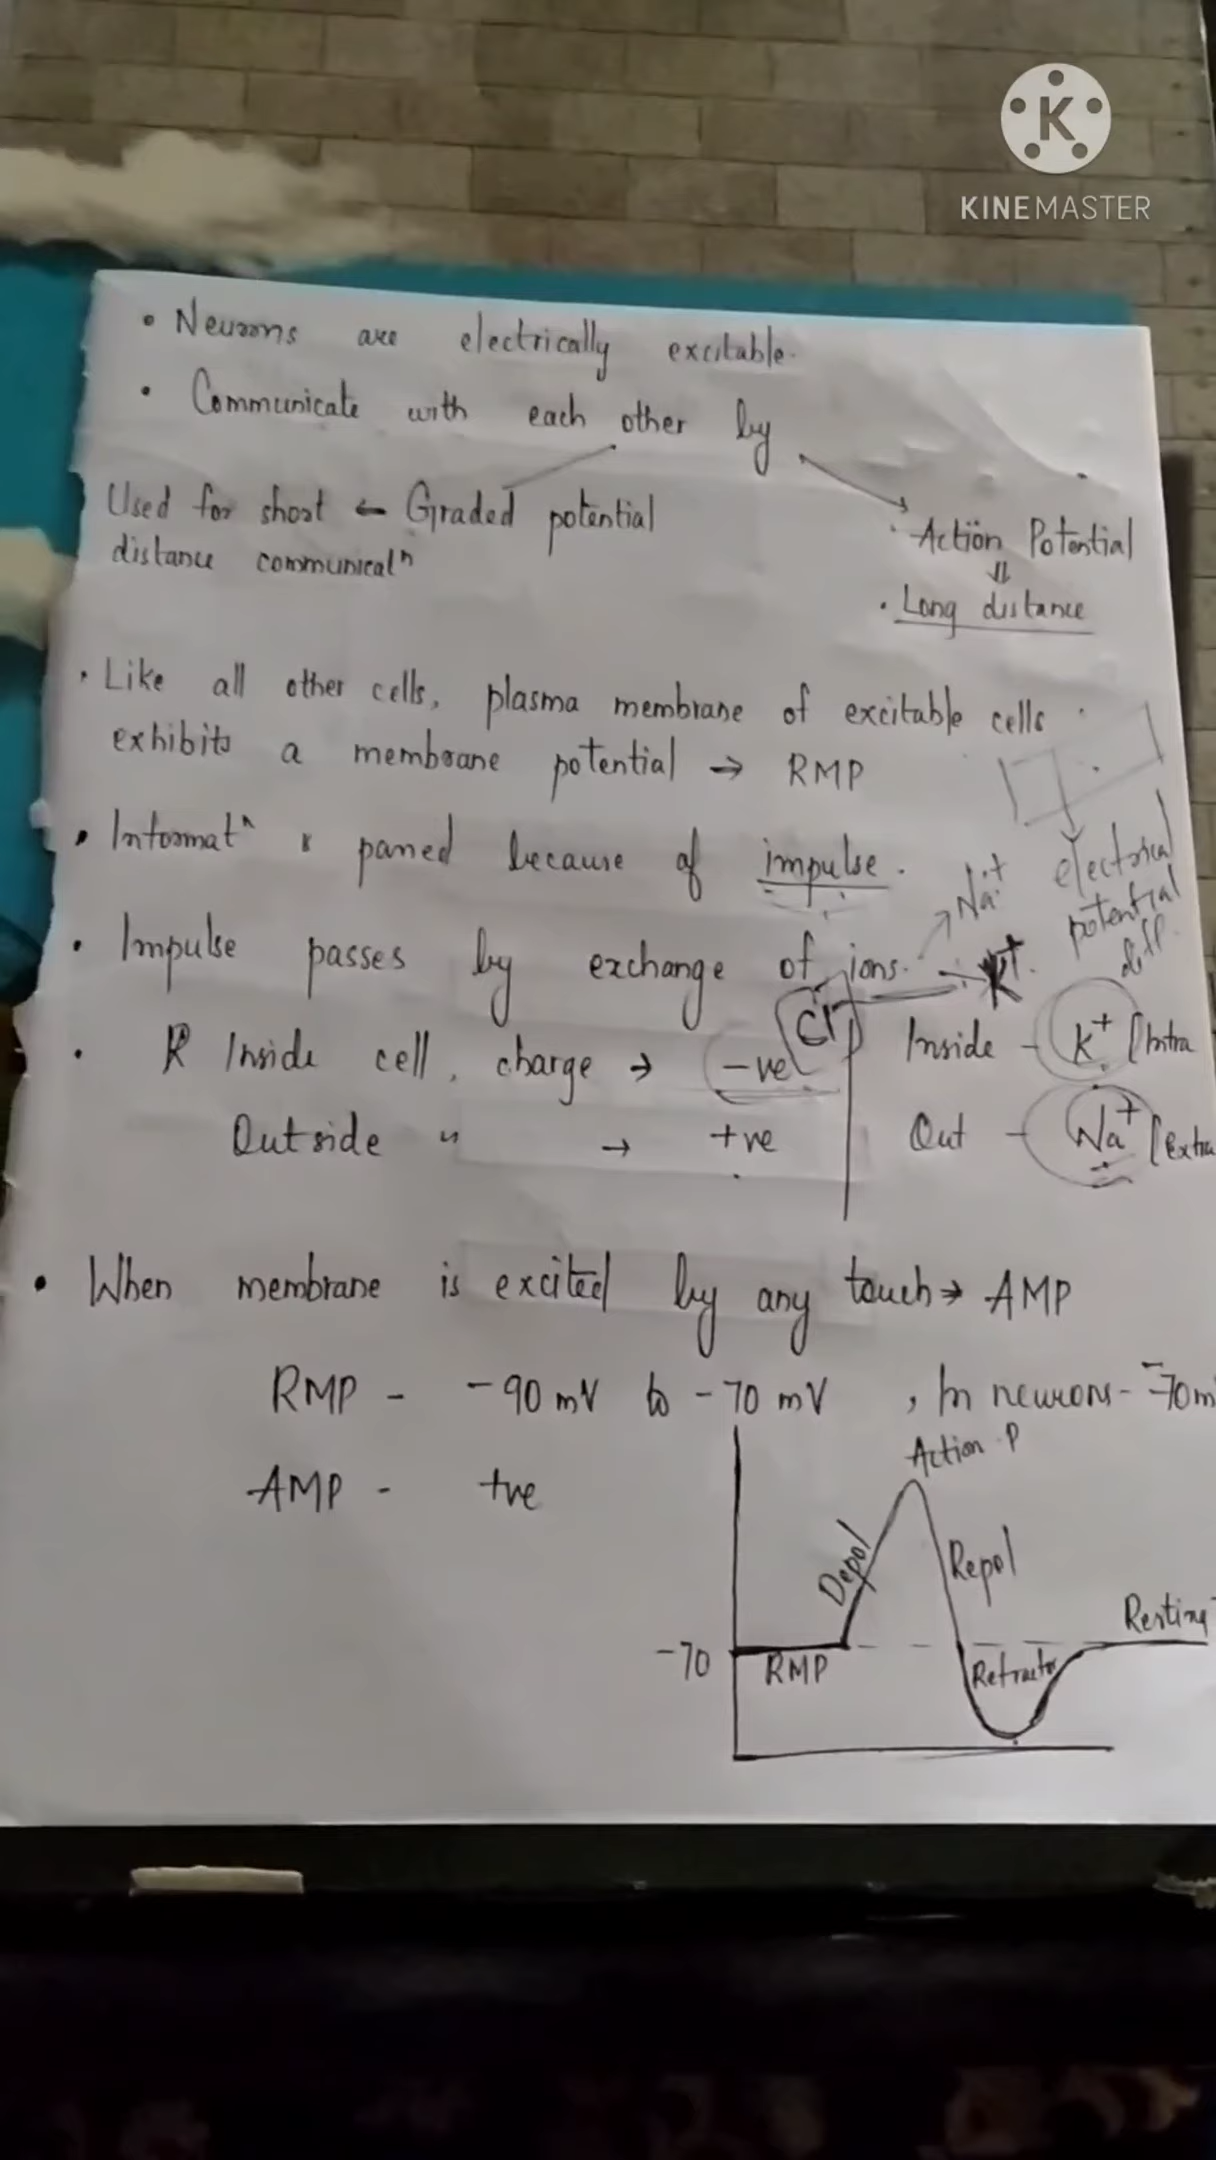 KINEMASTER
• Neurons are electrically excitable.
• Communicate with each other by
Used for short ← Graded potential
distance communicatⁿ
Action Potential
⇓
• Long distance
• Like all other cells, plasma membrane of excitable cells
exhibits a membrane potential → RMP
electrical
potential
diff.
• Informatⁿ is passed because of impulse.
• Impulse passes by exchange of ions.
Na⁺
K⁺
Cl
• Inside cell, charge → -ve
Inside - K⁺ (Intra
Outside " → +ve
Out - Na⁺ (extra
• When membrane is excited by any touch → AMP
RMP - -90 mV to -70 mV , In neurons - -70 m
AMP - +ve
Action P
Depol
Repol
Resting
-70
RMP